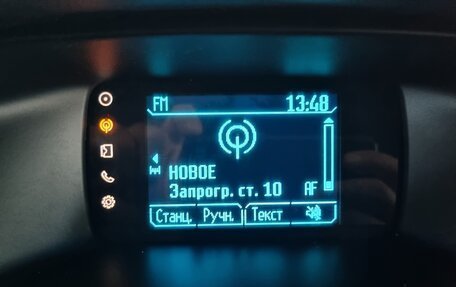 FM 13:48
НОВОЕ
Запрогр. ст. 10 AF
Станц. Ручн. Текст